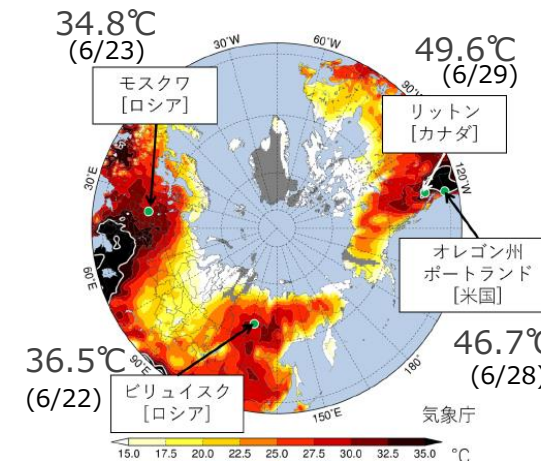 34.8℃
(6/23)
モスクワ
[ロシア]
30°W
49.6℃
(6/29)
90°W
リットン
[カナダ]
120°W
30°E
60°E
オレゴン州
ポートランド
[米国]
46.7℃
(6/28)
36.5℃
(6/22)
90°E
ビリュイスク
[ロシア]
150°E
180°
気象庁
15.0 17.5 20.0 22.5 25.0 27.5 30.0 32.5 35.0 °C